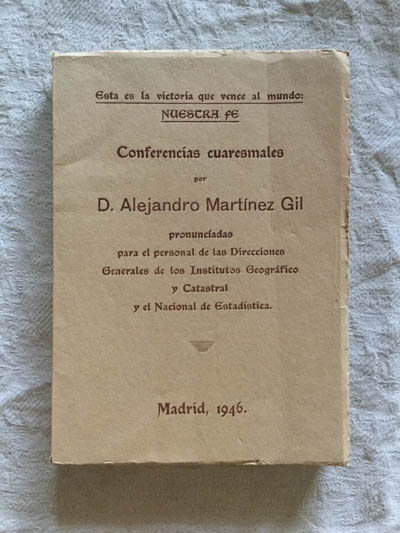 Esta es la victoria que vence al mundo:
NUESTRA FE
Conferencias cuaresmales
por
D. Alejandro Martínez Gil
pronunciadas
para el personal de las Direcciones
Generales de los Institutos Geográfico
y Catastral
y el Nacional de Estadística.
Madrid, 1946.